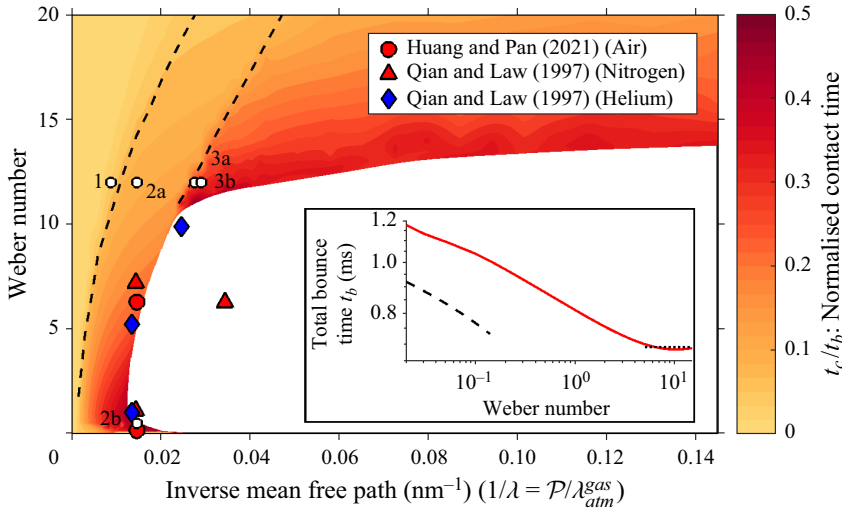 20
15
10
5
0
Weber number
0
0.02
0.04
0.06
0.08
0.10
0.12
0.14
Inverse mean free path (nm⁻¹) (1/λ = 𝒫/λ_atm^gas)
Huang and Pan (2021) (Air)
Qian and Law (1997) (Nitrogen)
Qian and Law (1997) (Helium)
1
2a
3a
3b
2b
1.2
1.0
0.8
Total bounce
time t_b (ms)
10⁻¹
10⁰
10¹
Weber number
0.5
0.4
0.3
0.2
0.1
0
t_c/t_b: Normalised contact time